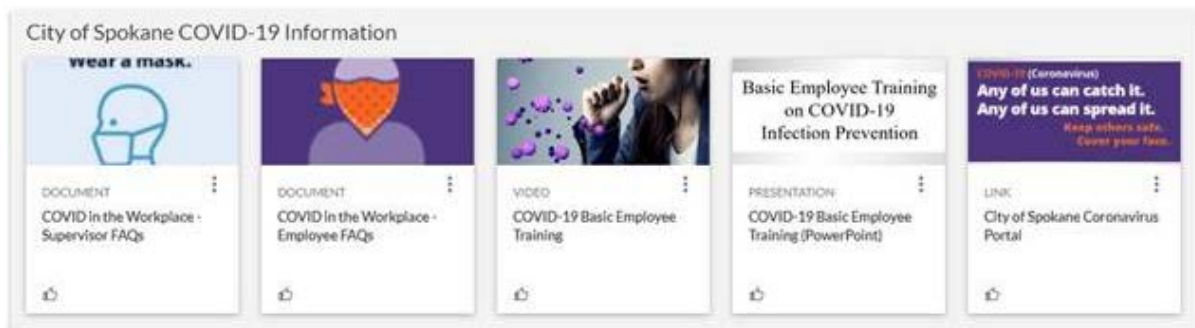 City of Spokane COVID-19 Information
Wear a mask.
DOCUMENT
COVID in the Workplace -
Supervisor FAQs
DOCUMENT
COVID in the Workplace -
Employee FAQs
VIDEO
COVID-19 Basic Employee
Training
Basic Employee Training
on COVID-19
Infection Prevention
PRESENTATION
COVID-19 Basic Employee
Training (PowerPoint)
COVID-19 (Coronavirus)
Any of us can catch it.
Any of us can spread it.
Keep others safe.
Cover your face.
LINK
City of Spokane Coronavirus
Portal